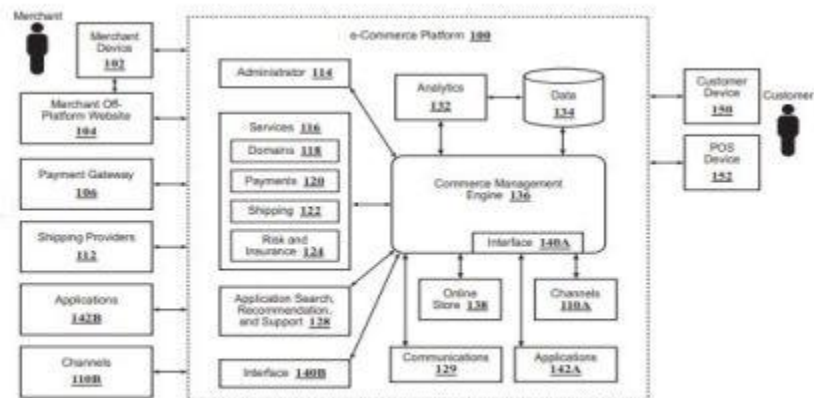 Merchant
Merchant
Device
102
Merchant Off-
Platform Website
104
Payment Gateway
106
Shipping Providers
112
Applications
142B
Channels
110B
e-Commerce Platform 100
Administrator 114
Services 116
Domains 118
Payments 120
Shipping 122
Risk and
Insurance 124
Application Search,
Recommendation,
and Support 128
Interface 140B
Analytics
132
Data
134
Commerce Management
Engine 136
Interface 140A
Online
Store 138
Channels
110A
Communications
129
Applications
142A
Customer
Device
150
Customer
POS
Device
152